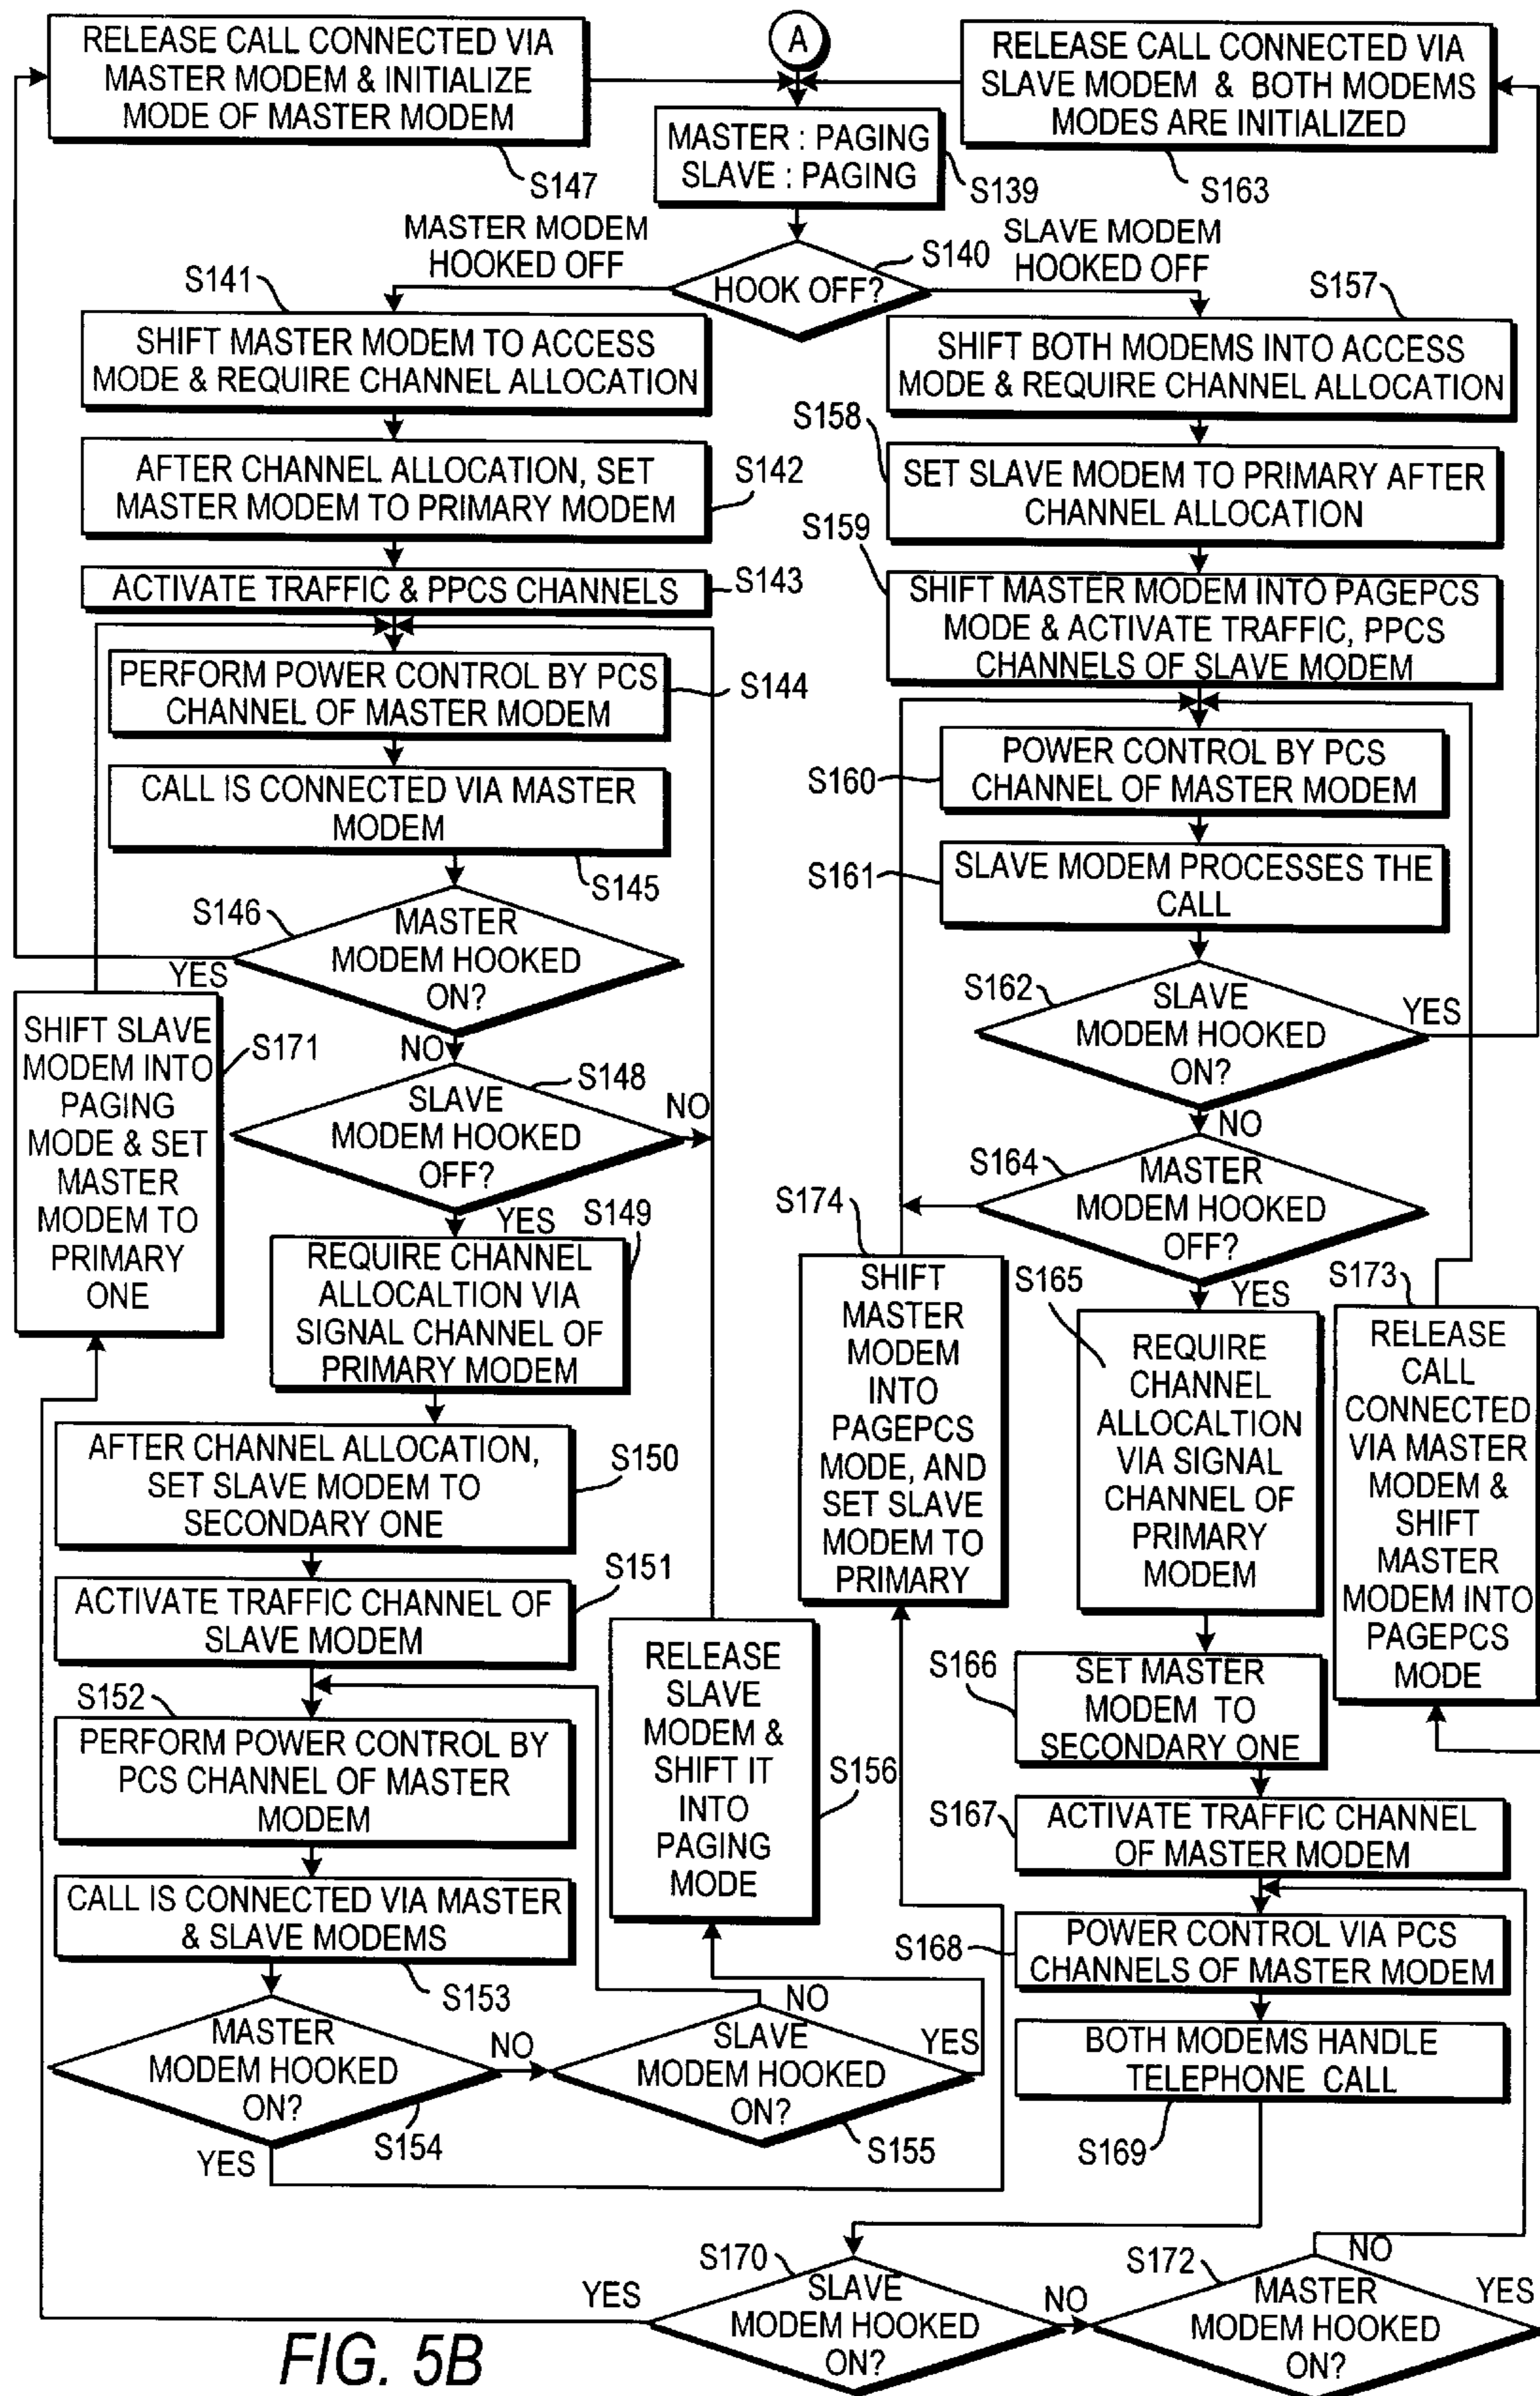 RELEASE CALL CONNECTED VIA
MASTER MODEM & INITIALIZE
MODE OF MASTER MODEM
S147
A
RELEASE CALL CONNECTED VIA
SLAVE MODEM & BOTH MODEMS
MODES ARE INITIALIZED
S163
MASTER : PAGING
SLAVE : PAGING
S139
MASTER MODEM
HOOKED OFF
SLAVE MODEM
HOOKED OFF
HOOK OFF?
S140
S141
SHIFT MASTER MODEM TO ACCESS
MODE & REQUIRE CHANNEL ALLOCATION
AFTER CHANNEL ALLOCATION, SET
MASTER MODEM TO PRIMARY MODEM
S142
ACTIVATE TRAFFIC & PPCS CHANNELS
S143
PERFORM POWER CONTROL BY PCS
CHANNEL OF MASTER MODEM
S144
CALL IS CONNECTED VIA MASTER
MODEM
S145
S146
MASTER
MODEM HOOKED
ON?
YES
NO
SHIFT SLAVE
MODEM INTO
PAGING
MODE & SET
MASTER
MODEM TO
PRIMARY
ONE
S171
S148
SLAVE
MODEM HOOKED
OFF?
NO
YES
S149
REQUIRE CHANNEL
ALLOCALTION VIA
SIGNAL CHANNEL OF
PRIMARY MODEM
AFTER CHANNEL ALLOCATION,
SET SLAVE MODEM TO
SECONDARY ONE
S150
ACTIVATE TRAFFIC CHANNEL OF
SLAVE MODEM
S151
S152
PERFORM POWER CONTROL BY
PCS CHANNEL OF MASTER
MODEM
CALL IS CONNECTED VIA MASTER
& SLAVE MODEMS
S153
MASTER
MODEM HOOKED
ON?
S154
NO
YES
SLAVE
MODEM HOOKED
ON?
S155
NO
YES
RELEASE
SLAVE
MODEM &
SHIFT IT
INTO
PAGING
MODE
S156
S157
SHIFT BOTH MODEMS INTO ACCESS
MODE & REQUIRE CHANNEL ALLOCATION
S158
SET SLAVE MODEM TO PRIMARY AFTER
CHANNEL ALLOCATION
S159
SHIFT MASTER MODEM INTO PAGEPCS
MODE & ACTIVATE TRAFFIC, PPCS
CHANNELS OF SLAVE MODEM
S160
POWER CONTROL BY PCS
CHANNEL OF MASTER MODEM
S161
SLAVE MODEM PROCESSES THE
CALL
S162
SLAVE
MODEM HOOKED
ON?
YES
NO
S164
MASTER
MODEM HOOKED
OFF?
YES
S174
SHIFT
MASTER
MODEM
INTO
PAGEPCS
MODE, AND
SET SLAVE
MODEM TO
PRIMARY
S165
REQUIRE
CHANNEL
ALLOCALTION
VIA SIGNAL
CHANNEL OF
PRIMARY
MODEM
S173
RELEASE
CALL
CONNECTED
VIA MASTER
MODEM &
SHIFT
MASTER
MODEM INTO
PAGEPCS
MODE
S166
SET MASTER
MODEM TO
SECONDARY ONE
S167
ACTIVATE TRAFFIC CHANNEL
OF MASTER MODEM
S168
POWER CONTROL VIA PCS
CHANNELS OF MASTER MODEM
BOTH MODEMS HANDLE
TELEPHONE CALL
S169
S170
SLAVE
MODEM HOOKED
ON?
YES
NO
S172
MASTER
MODEM HOOKED
ON?
NO
YES
FIG. 5B